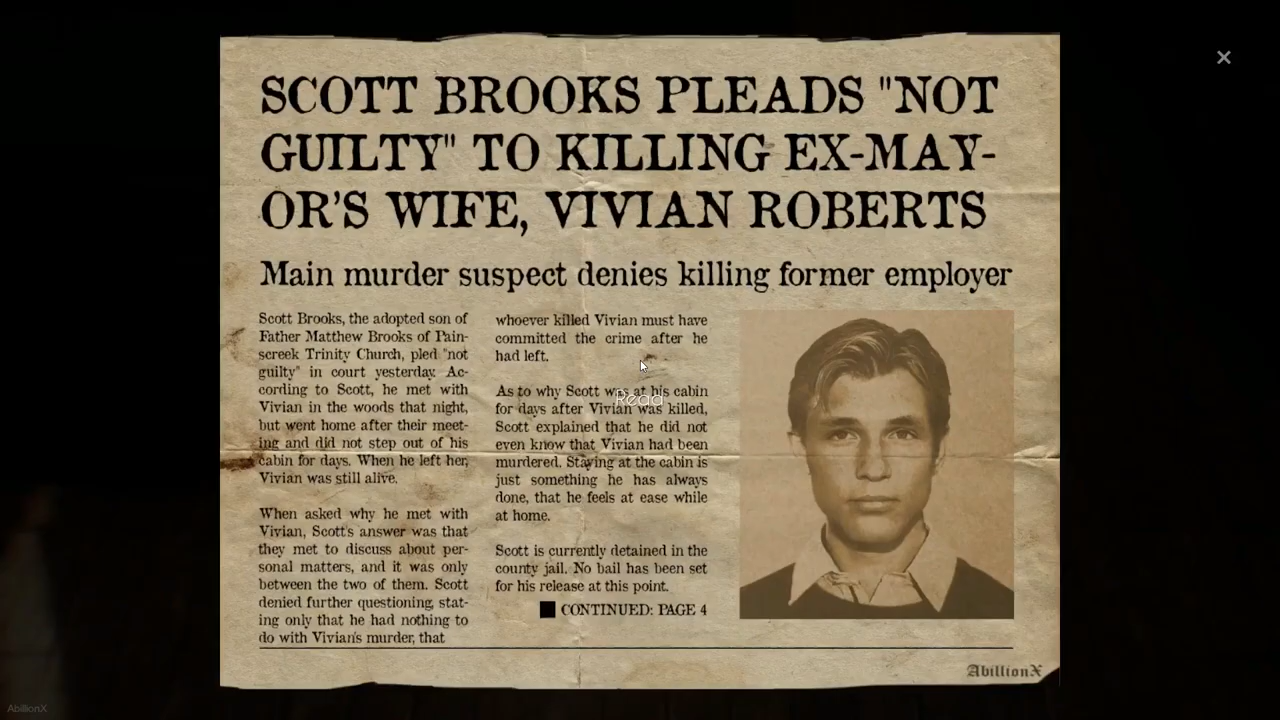 SCOTT BROOKS PLEADS "NOT
GUILTY" TO KILLING EX-MAY-
OR'S WIFE, VIVIAN ROBERTS
Main murder suspect denies killing former employer
Scott Brooks, the adopted son of
Father Matthew Brooks of Pain-
screek Trinity Church, pled "not
guilty" in court yesterday. Ac-
cording to Scott, he met with
Vivian in the woods that night,
but went home after their meet-
ing and did not step out of his
cabin for days. When he left her,
Vivian was still alive.
When asked why he met with
Vivian, Scott's answer was that
they met to discuss about per-
sonal matters, and it was only
between the two of them. Scott
denied further questioning, stat-
ing only that he had nothing to
do with Vivian's murder, that
whoever killed Vivian must have
committed the crime after he
had left.
As to why Scott was at his cabin
for days after Vivian was killed,
Scott explained that he did not
even know that Vivian had been
murdered. Staying at the cabin is
just something he has always
done, that he feels at ease while
at home.
Scott is currently detained in the
county jail. No bail has been set
for his release at this point.
CONTINUED: PAGE 4
Read
AbillionX
AbillionX